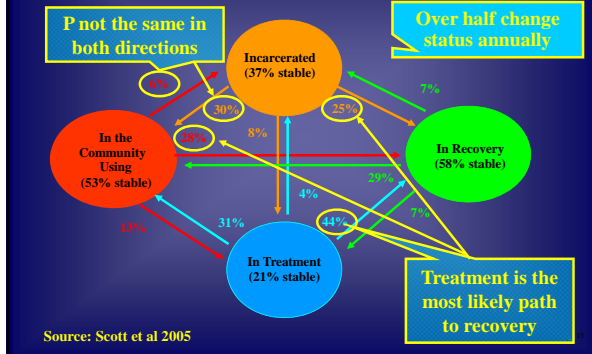 P not the same in
both directions
Over half change
status annually
Incarcerated
(37% stable)
6%
7%
30%
25%
28%
8%
In the
Community
Using
(53% stable)
In Recovery
(58% stable)
29%
4%
7%
31%
44%
13%
In Treatment
(21% stable)
Treatment is the
most likely path
to recovery
Source: Scott et al 2005